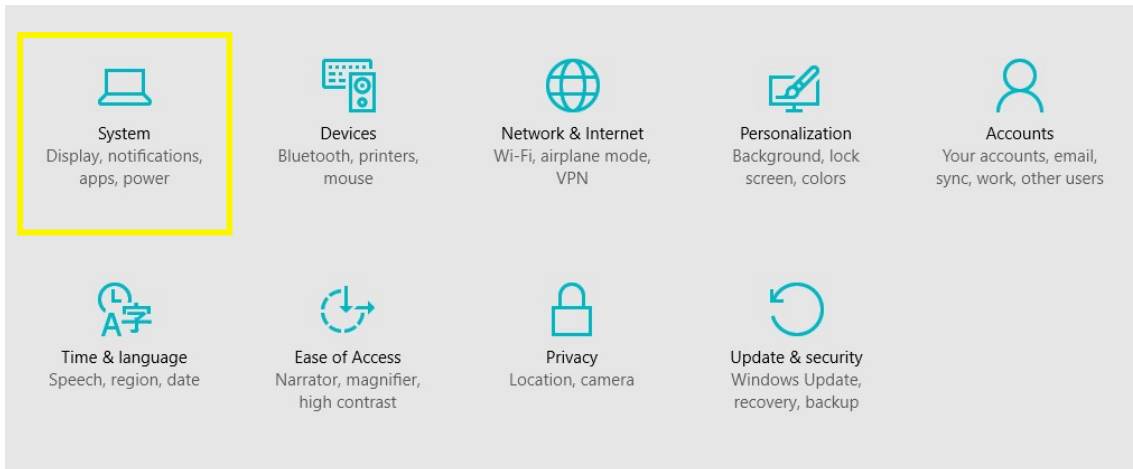 System
Display, notifications,
apps, power
Devices
Bluetooth, printers,
mouse
Network & Internet
Wi-Fi, airplane mode,
VPN
Personalization
Background, lock
screen, colors
Accounts
Your accounts, email,
sync, work, other users
A字
Time & language
Speech, region, date
Ease of Access
Narrator, magnifier,
high contrast
Privacy
Location, camera
Update & security
Windows Update,
recovery, backup